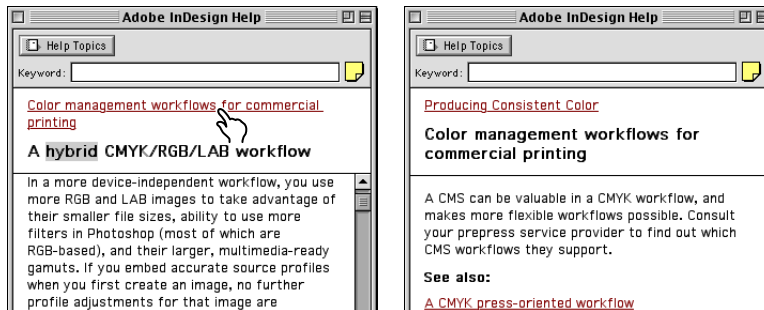 Adobe InDesign Help
Help Topics
Keyword:
Color management workflows for commercial
printing
A hybrid CMYK/RGB/LAB workflow
In a more device-independent workflow, you use
more RGB and LAB images to take advantage of
their smaller file sizes, ability to use more
filters in Photoshop (most of which are
RGB-based), and their larger, multimedia-ready
gamuts. If you embed accurate source profiles
when you first create an image, no further
profile adjustments for that image are
Adobe InDesign Help
Help Topics
Keyword:
Producing Consistent Color
Color management workflows for
commercial printing
A CMS can be valuable in a CMYK workflow, and
makes more flexible workflows possible. Consult
your prepress service provider to find out which
CMS workflows they support.
See also:
A CMYK press-oriented workflow